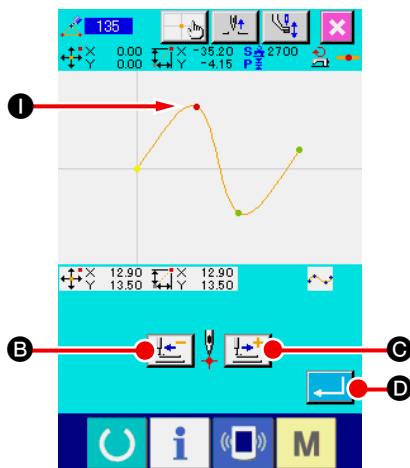 135
X 0.00 X -35.20 S 2700
Y 0.00 Y -4.15 P
I
X 12.90 X 12.90
Y 13.50 Y 13.50
B
C
D
i M